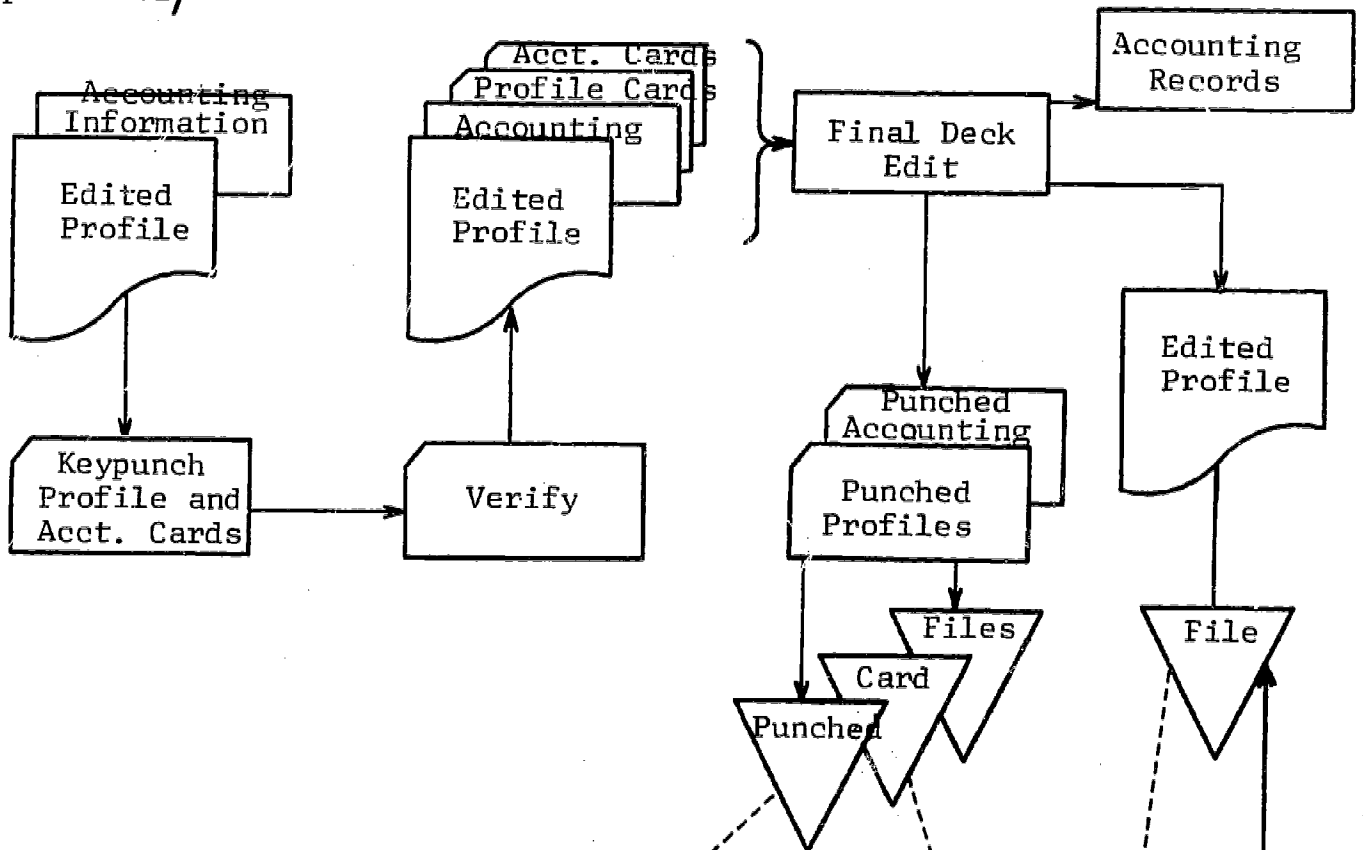 Accounting
Information
Edited
Profile
Keypunch
Profile and
Acct. Cards
Verify
Acct. Cards
Profile Cards
Accounting
Edited
Profile
Final Deck
Edit
Accounting
Records
Punched
Accounting
Punched
Profiles
Files
Card
Punched
Edited
Profile
File